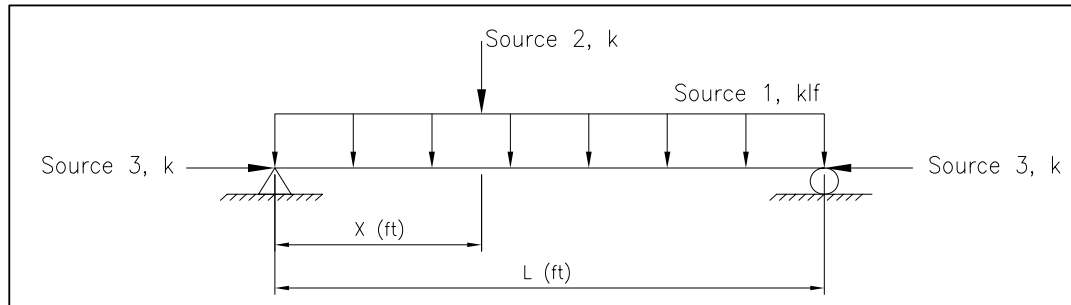 Source 2, k
Source 1, klf
Source 3, k
Source 3, k
X (ft)
L (ft)